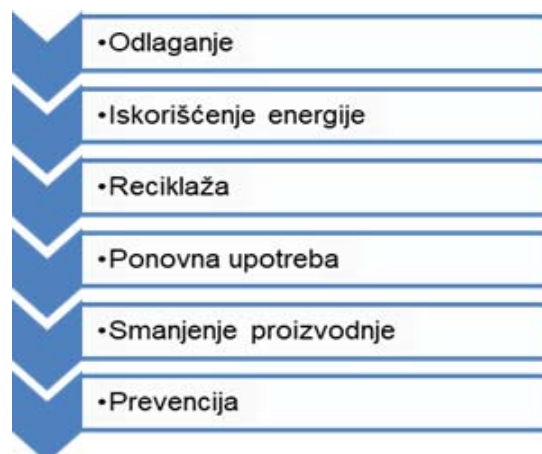 •Odlaganje
•Iskorišćenje energije
•Reciklaža
•Ponovna upotreba
•Smanjenje proizvodnje
•Prevencija